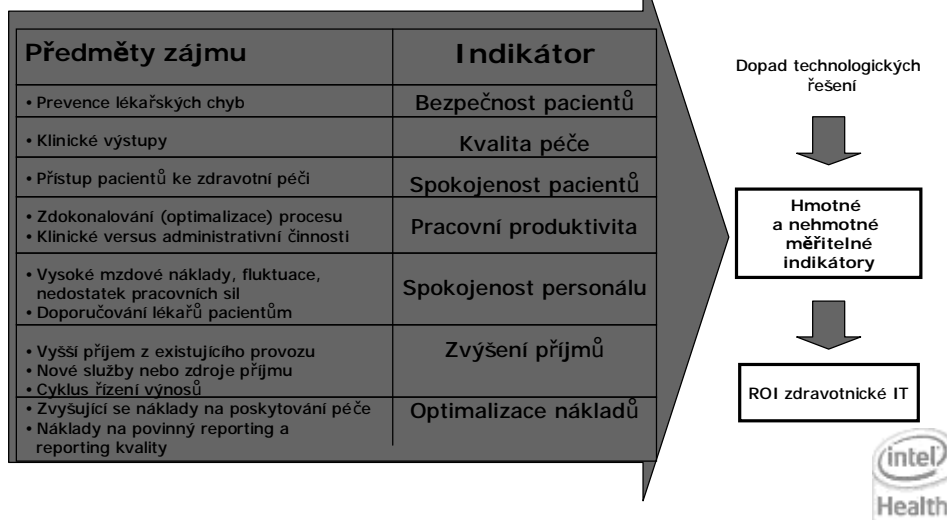 Předměty zájmu
Indikátor
• Prevence lékařských chyb
Bezpečnost pacientů
• Klinické výstupy
Kvalita péče
• Přístup pacientů ke zdravotní péči
Spokojenost pacientů
• Zdokonalování (optimalizace) procesu
• Klinické versus administrativní činnosti
Pracovní produktivita
• Vysoké mzdové náklady, fluktuace,
nedostatek pracovních sil
• Doporučování lékařů pacientům
Spokojenost personálu
• Vyšší příjem z existujícího provozu
• Nové služby nebo zdroje příjmu
• Cyklus řízení výnosů
Zvýšení příjmů
• Zvyšující se náklady na poskytování péče
• Náklady na povinný reporting a
reporting kvality
Optimalizace nákladů
Dopad technologických
řešení
Hmotné
a nehmotné
měřitelné
indikátory
ROI zdravotnické IT
intel
Health